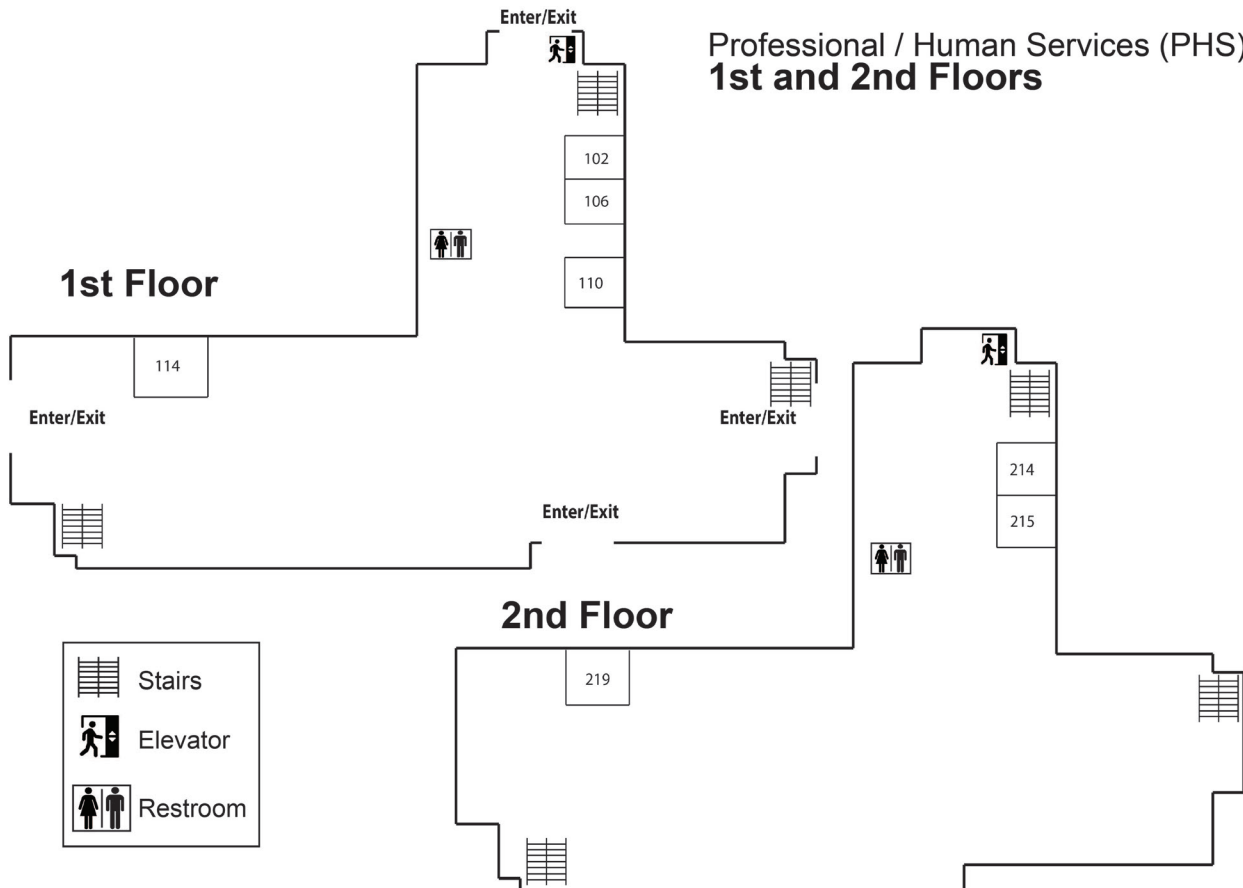 Enter/Exit
Professional / Human Services (PHS)
1st and 2nd Floors
102
106
110
1st Floor
114
Enter/Exit
Enter/Exit
Enter/Exit
214
215
2nd Floor
219
Stairs
Elevator
Restroom